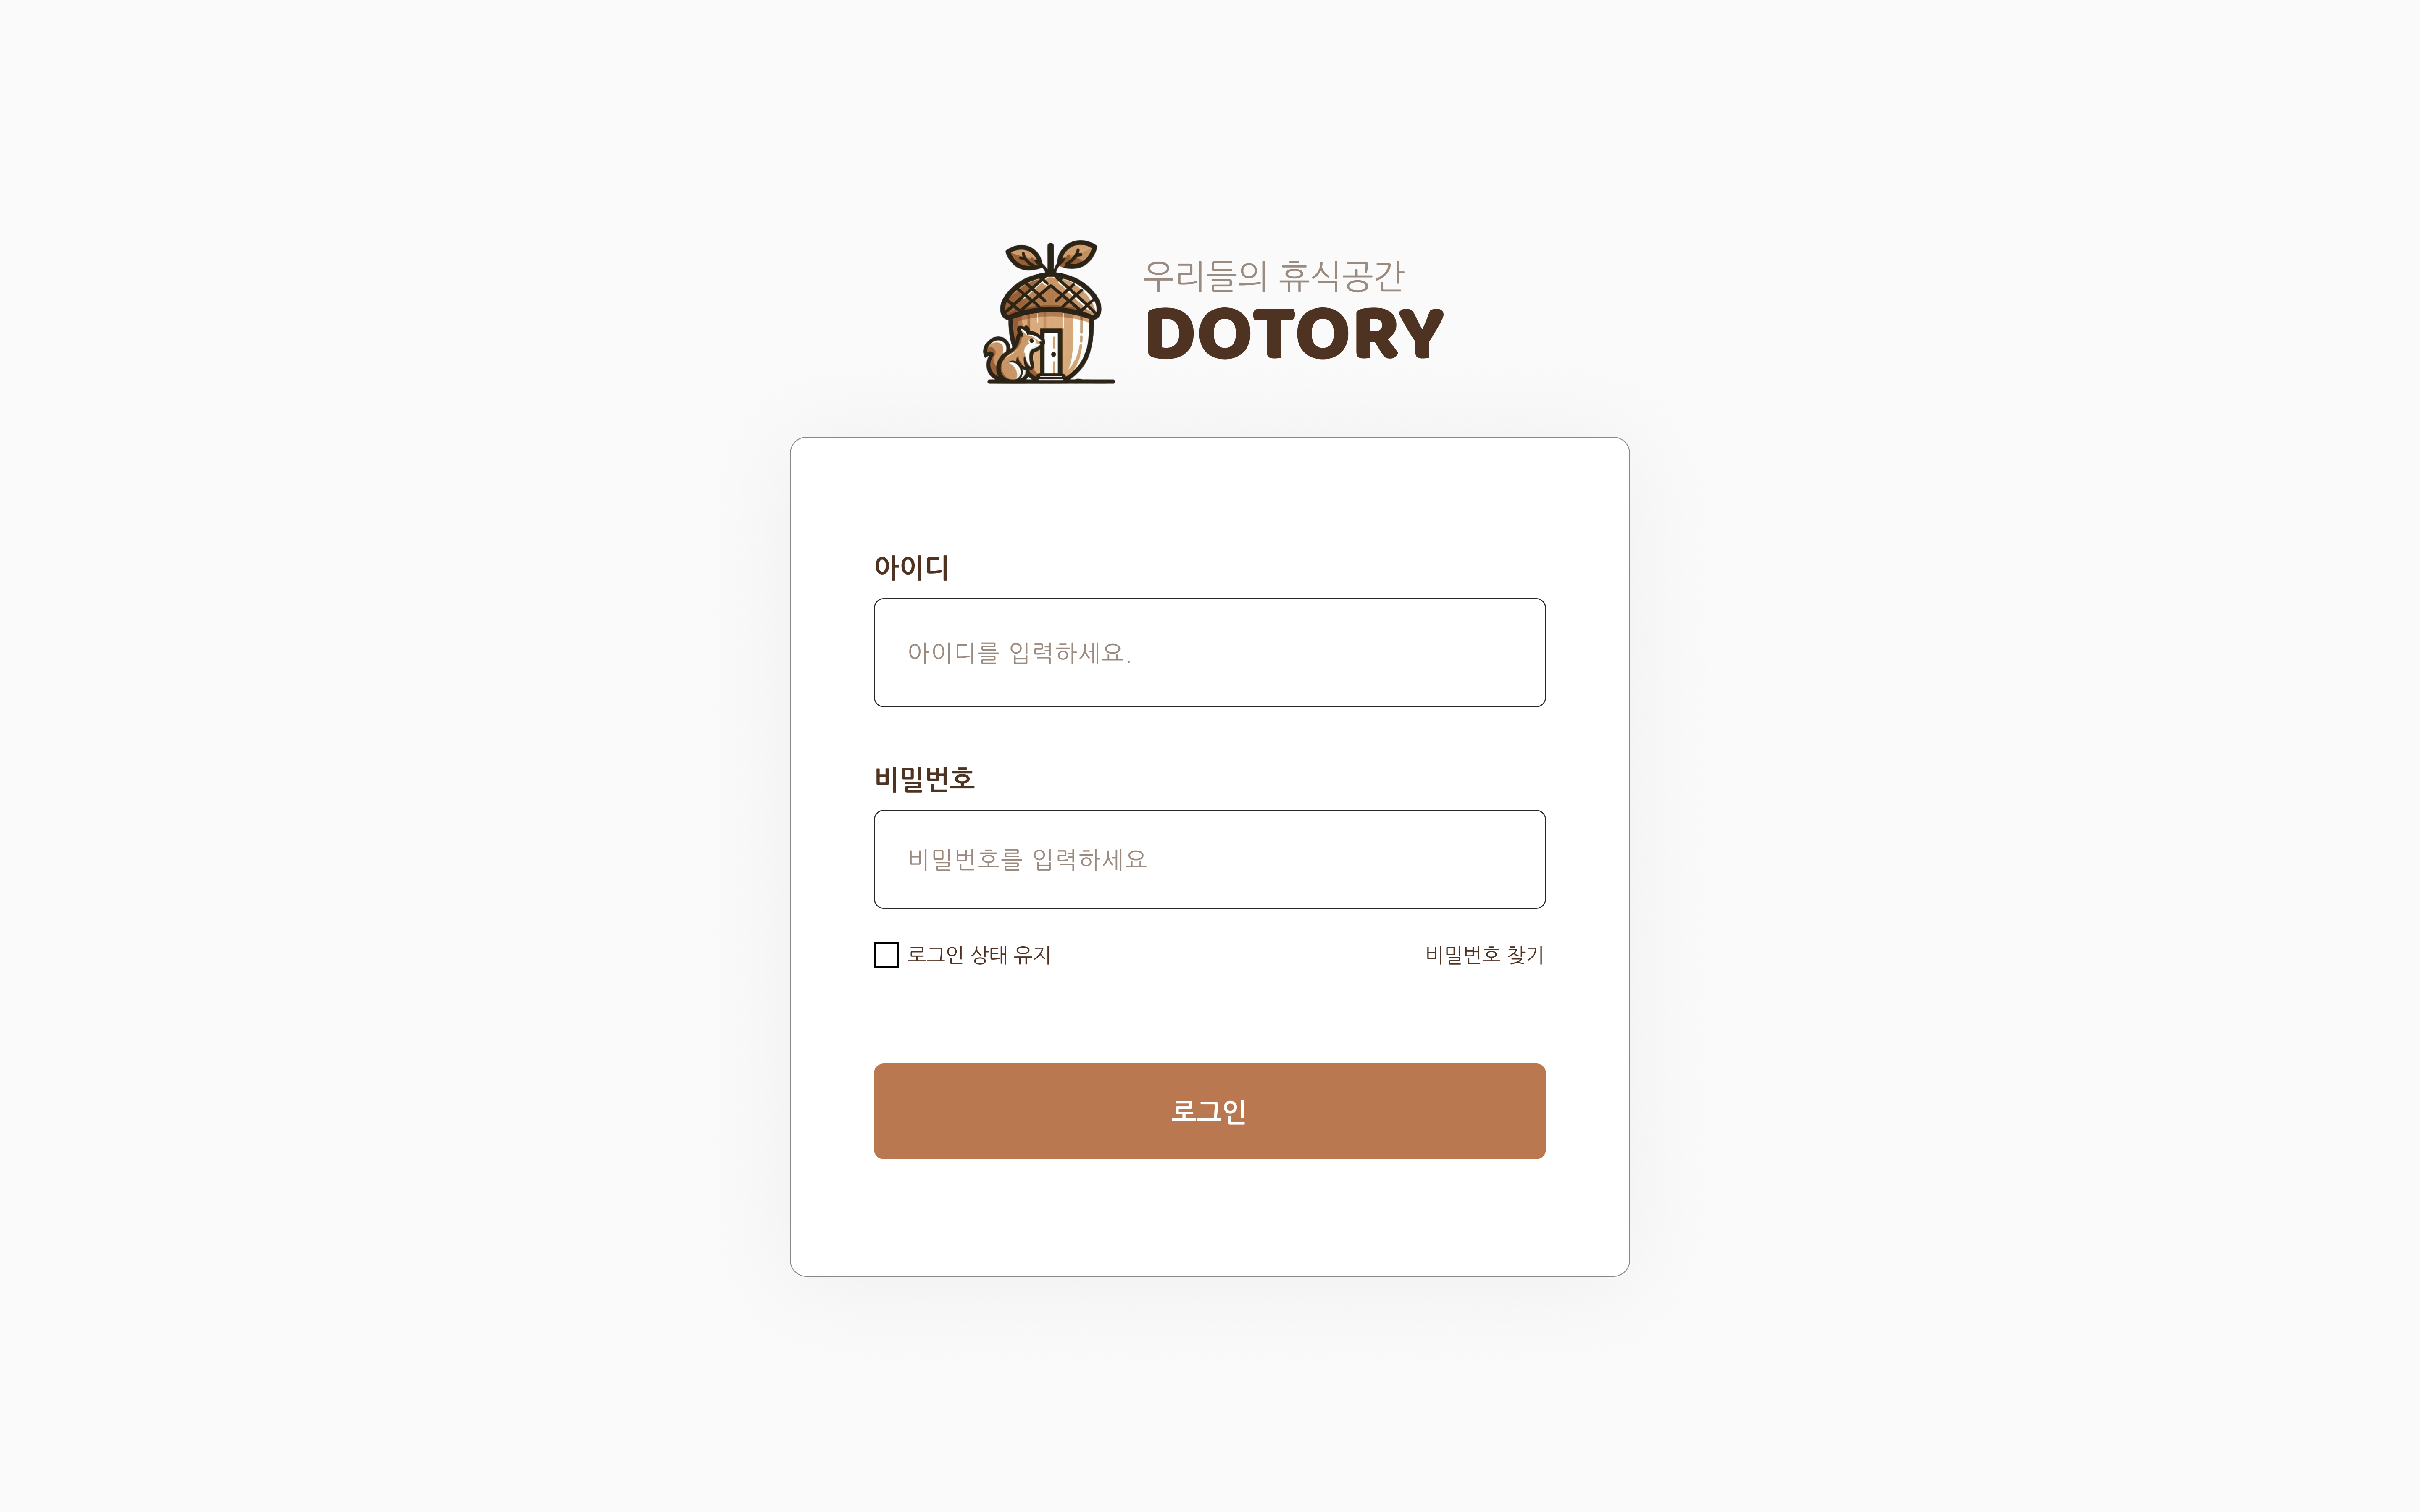 우리들의 휴식공간
DOTORY
아이디
아이디를 입력하세요.
비밀번호
비밀번호를 입력하세요
로그인 상태 유지 비밀번호 찾기
로그인